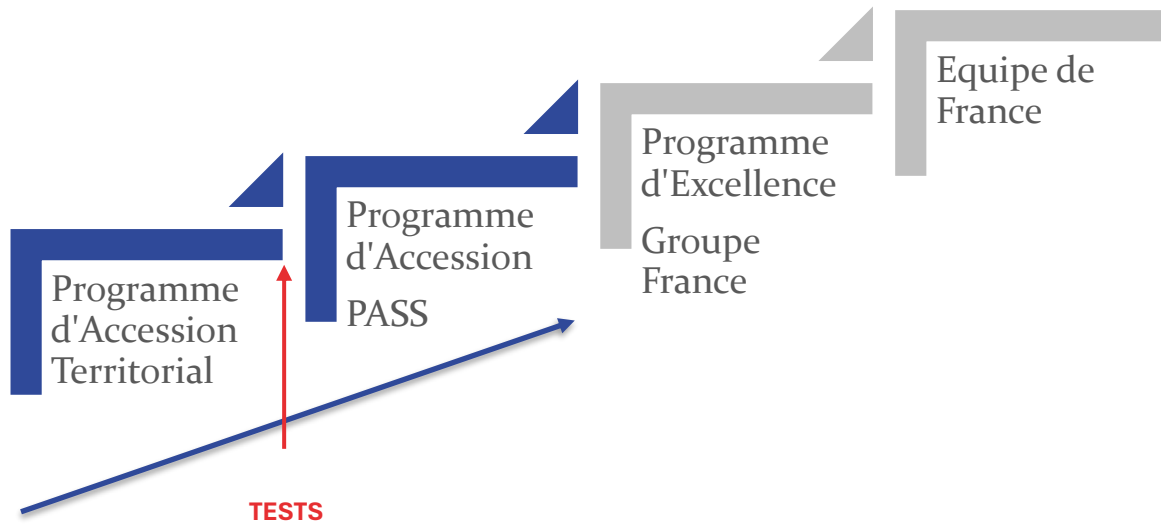 Programme
d'Accession
Territorial
TESTS
Programme
d'Accession
PASS
Programme
d'Excellence
Groupe
France
Equipe de
France